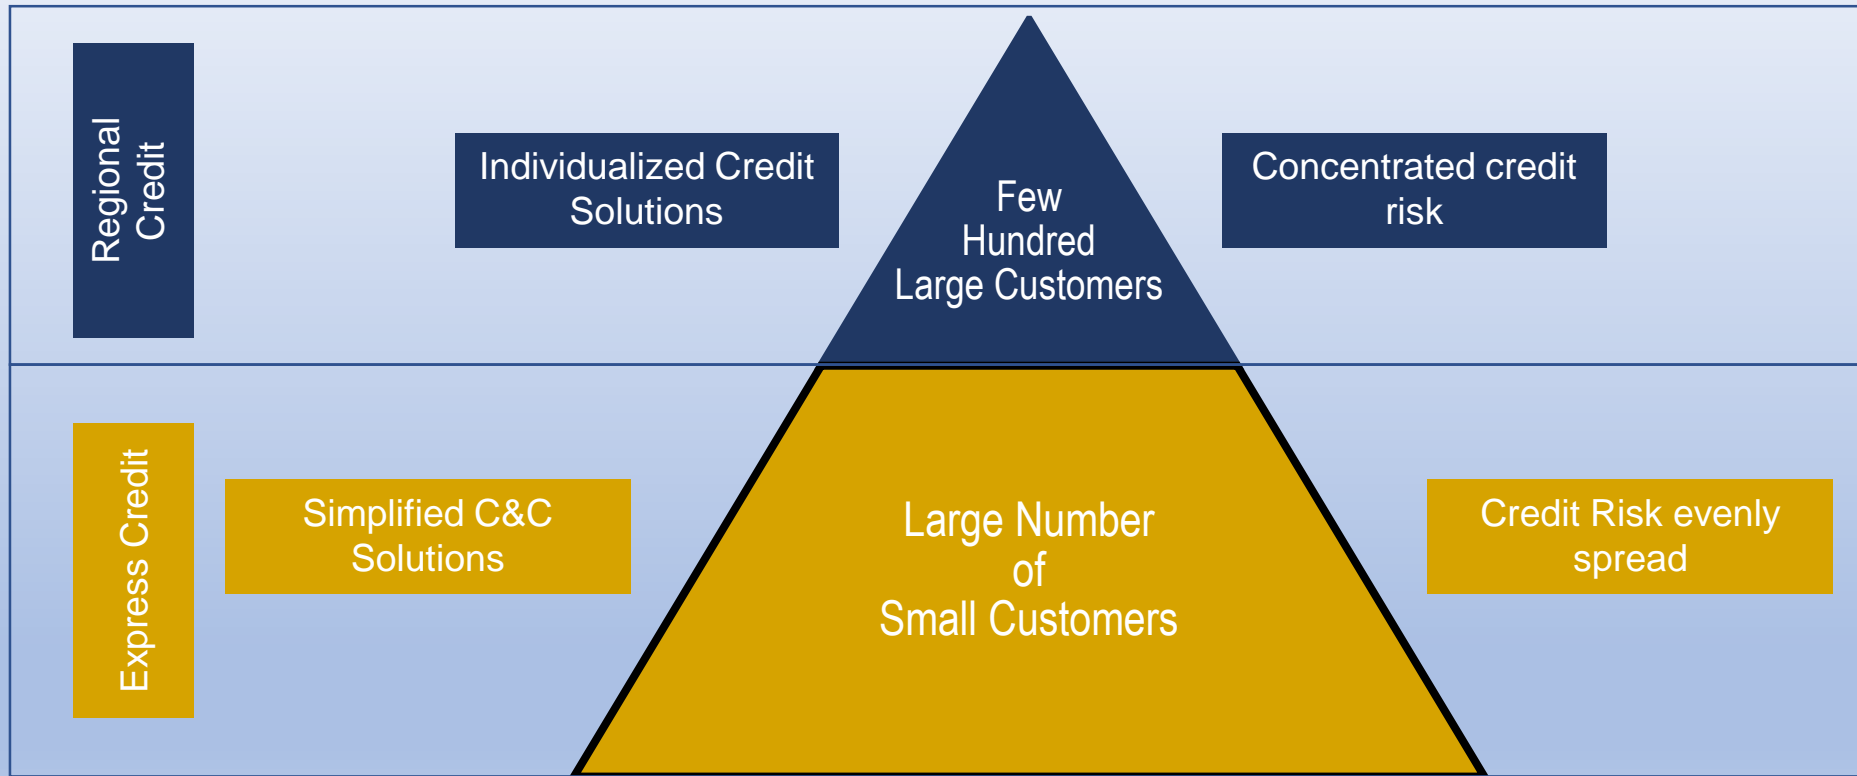 Regional
Credit
Individualized Credit
Solutions
Few
Hundred
Large Customers
Concentrated credit
risk
Express Credit
Simplified C&C
Solutions
Large Number
of
Small Customers
Credit Risk evenly
spread